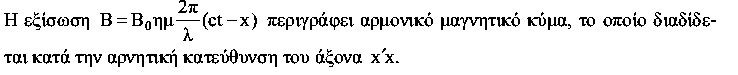 Η εξίσωση B = B₀ημ 2π/λ (ct − x) περιγράφει αρμονικό μαγνητικό κύμα, το οποίο διαδίδε-
ται κατά την αρνητική κατεύθυνση του άξονα x′x.